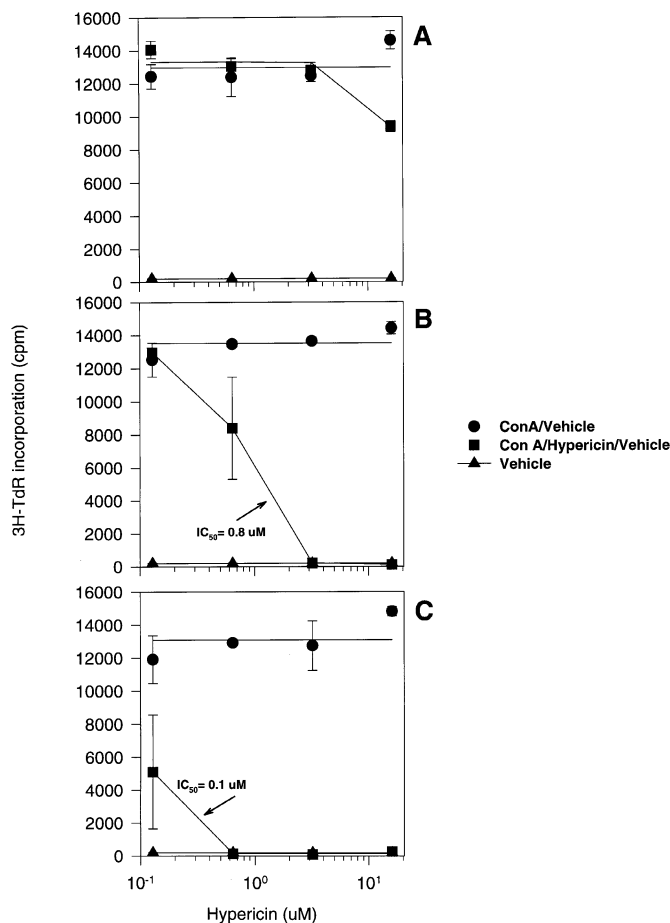 16000
14000
12000
10000
8000
6000
4000
2000
0
A
16000
14000
12000
10000
8000
6000
4000
2000
0
B
IC50= 0.8 uM
3H-TdR incorporation (cpm)
ConA/Vehicle
Con A/Hypericin/Vehicle
Vehicle
16000
14000
12000
10000
8000
6000
4000
2000
0
C
IC50= 0.1 uM
10-1 100 101
Hypericin (uM)